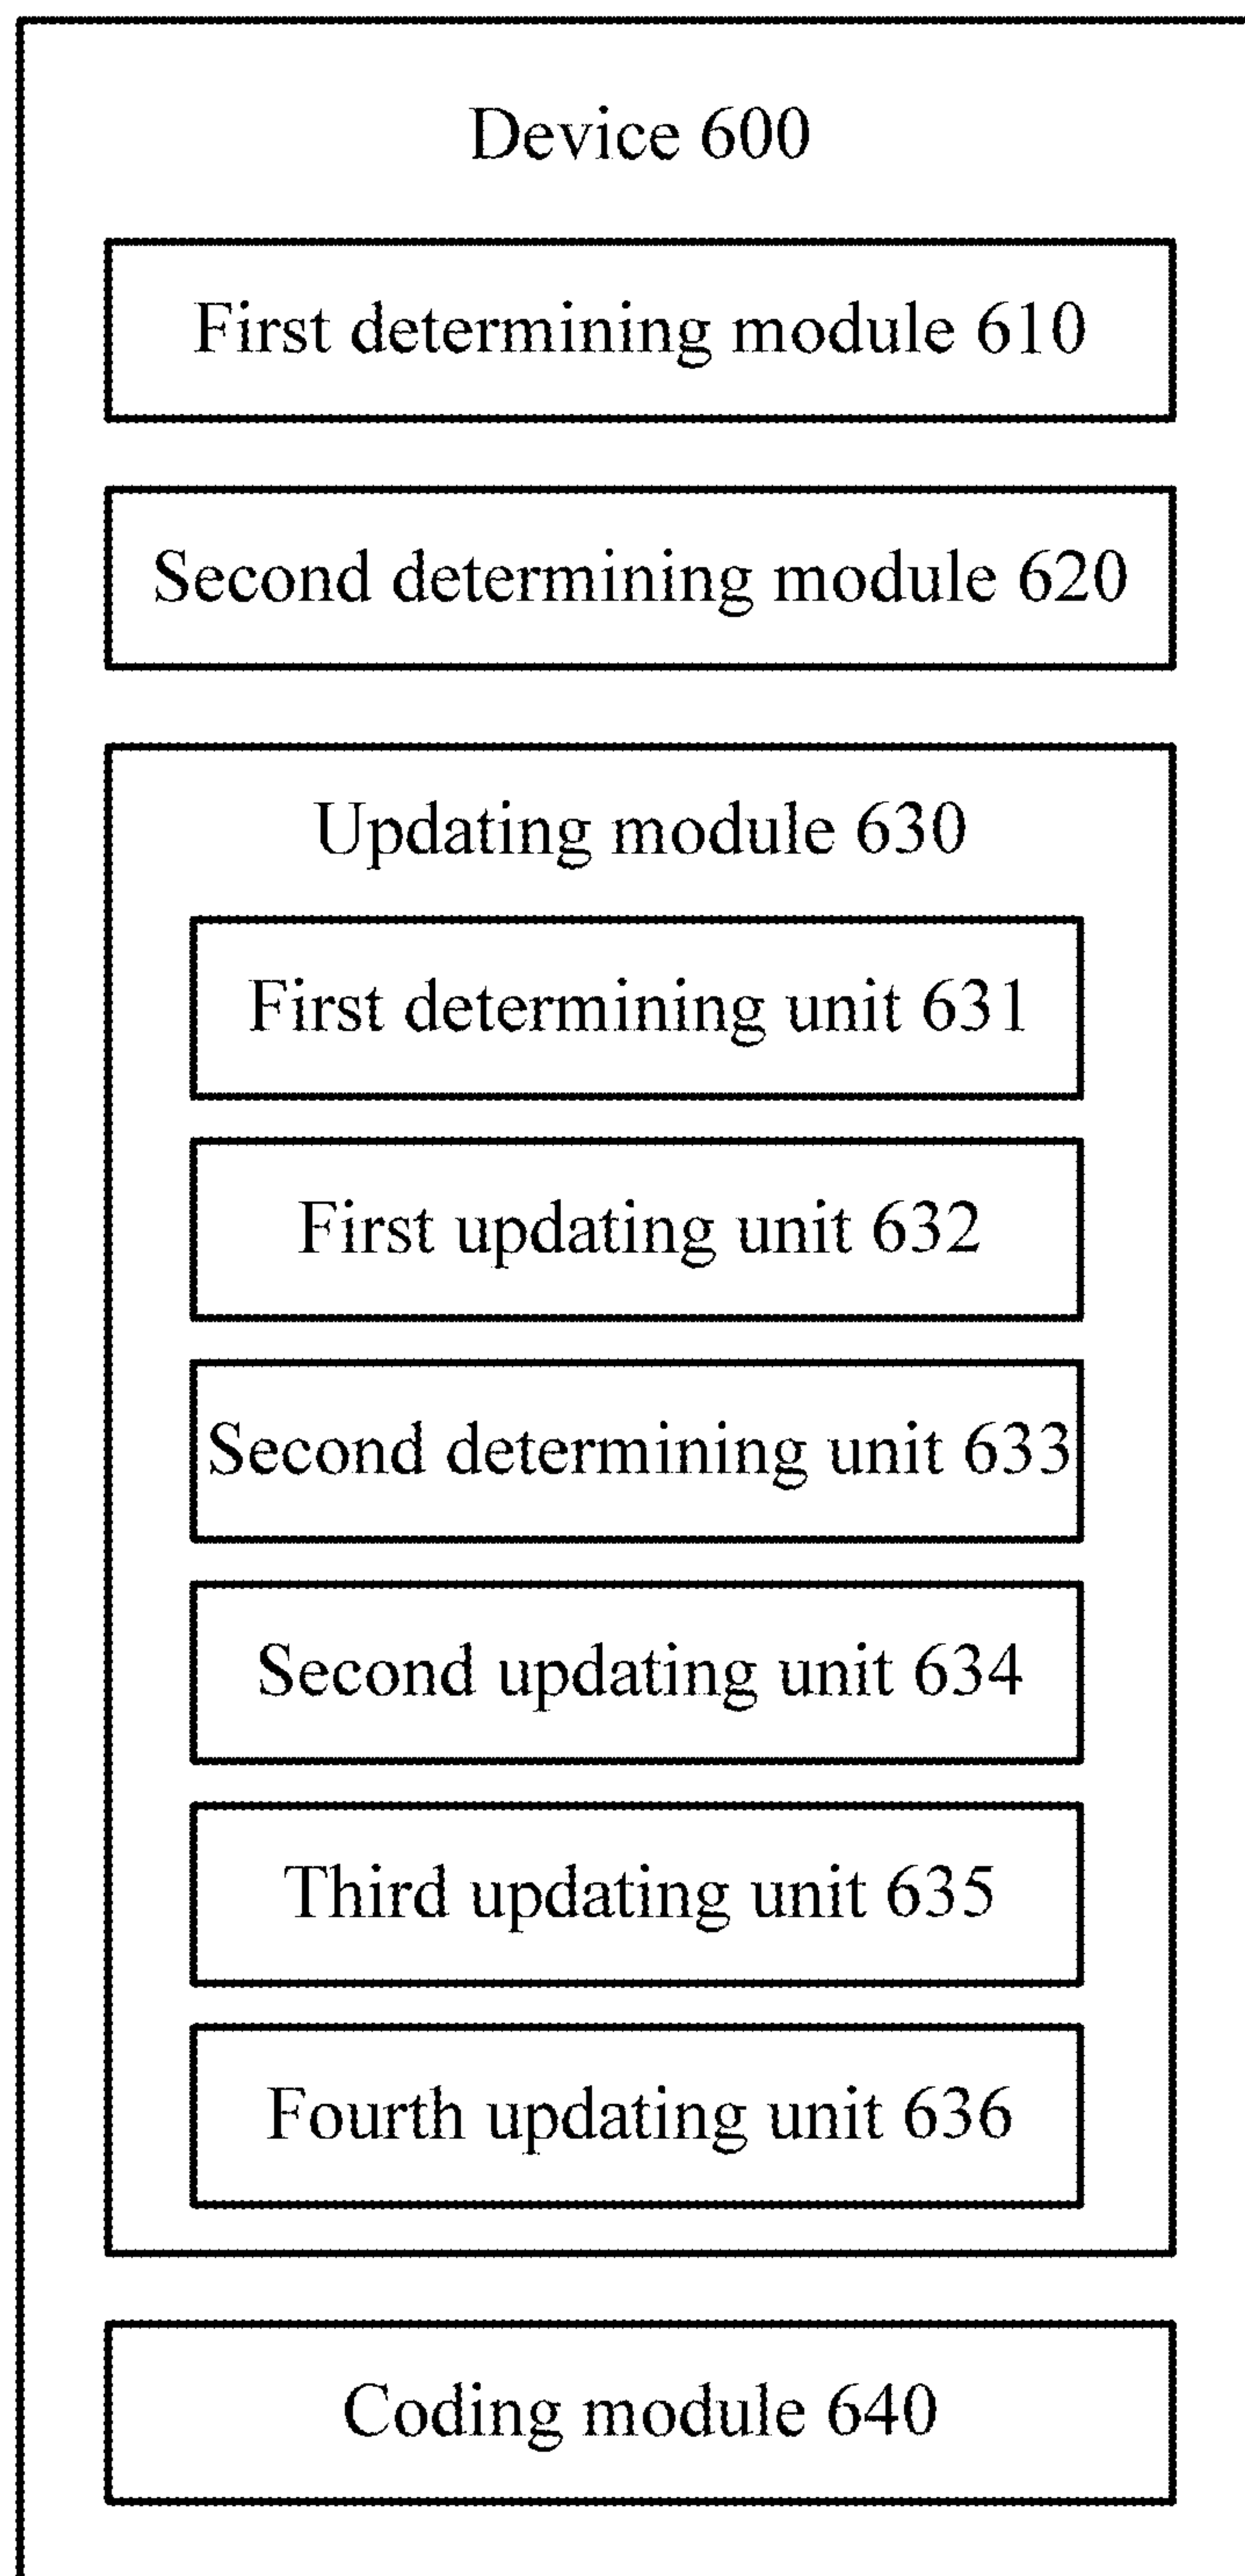 Device 600
First determining module 610
Second determining module 620
Updating module 630
First determining unit 631
First updating unit 632
Second determining unit 633
Second updating unit 634
Third updating unit 635
Fourth updating unit 636
Coding module 640